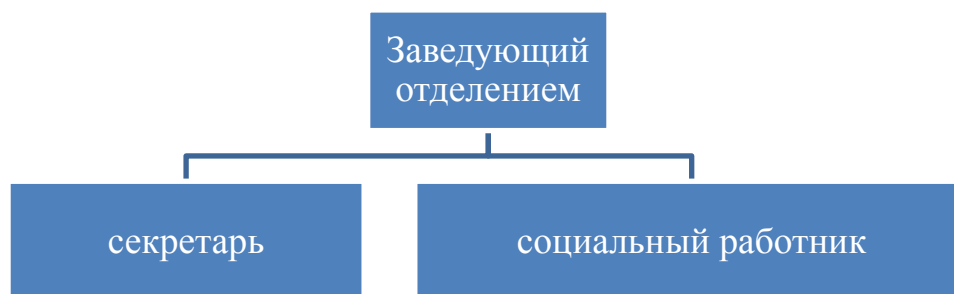 Заведующий
отделением
секретарь
социальный работник